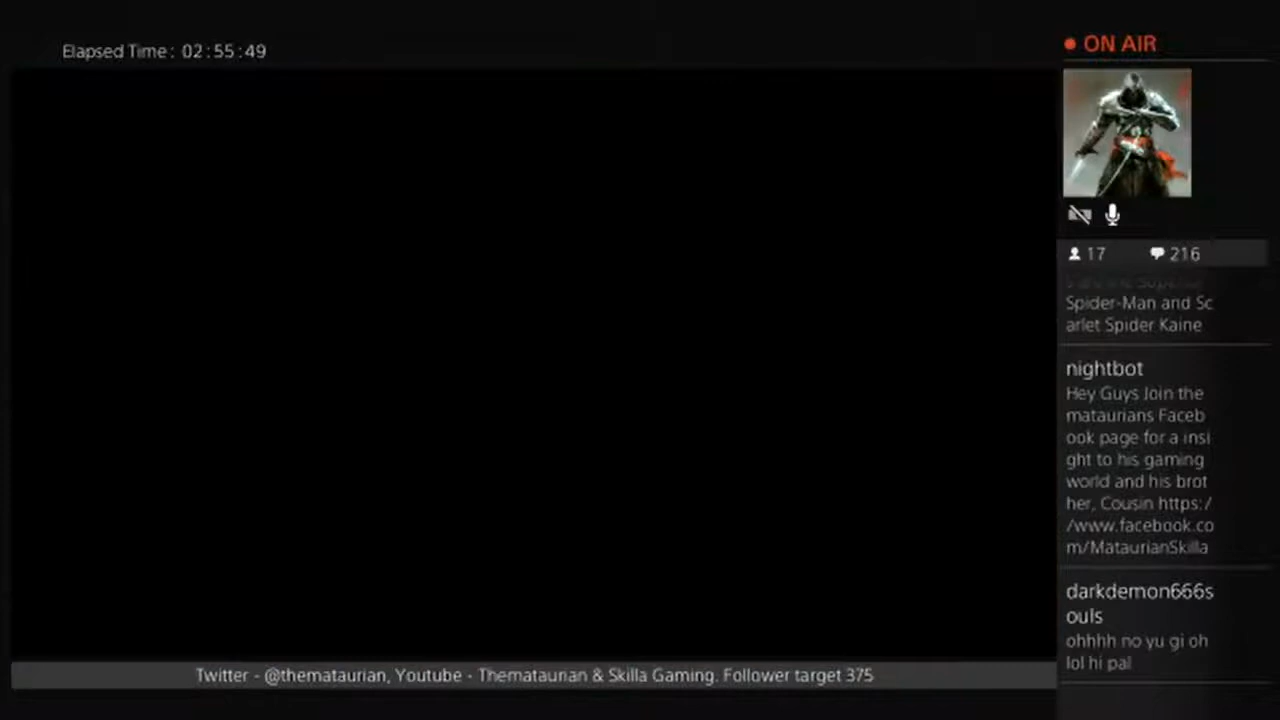 Elapsed Time: 02:55:49
ON AIR
17 216
Spider-Man and Sc
arlet Spider Kaine
nightbot
Hey Guys Join the
mataurians Faceb
ook page for a insi
ght to his gaming
world and his brot
her, Cousin https:/
/www.facebook.co
m/MataurianSkilla
darkdemon666s
ouls
ohhhh no yu gi oh
lol hi pal
Twitter - @themataurian, Youtube - Themataurian & Skilla Gaming. Follower target 375